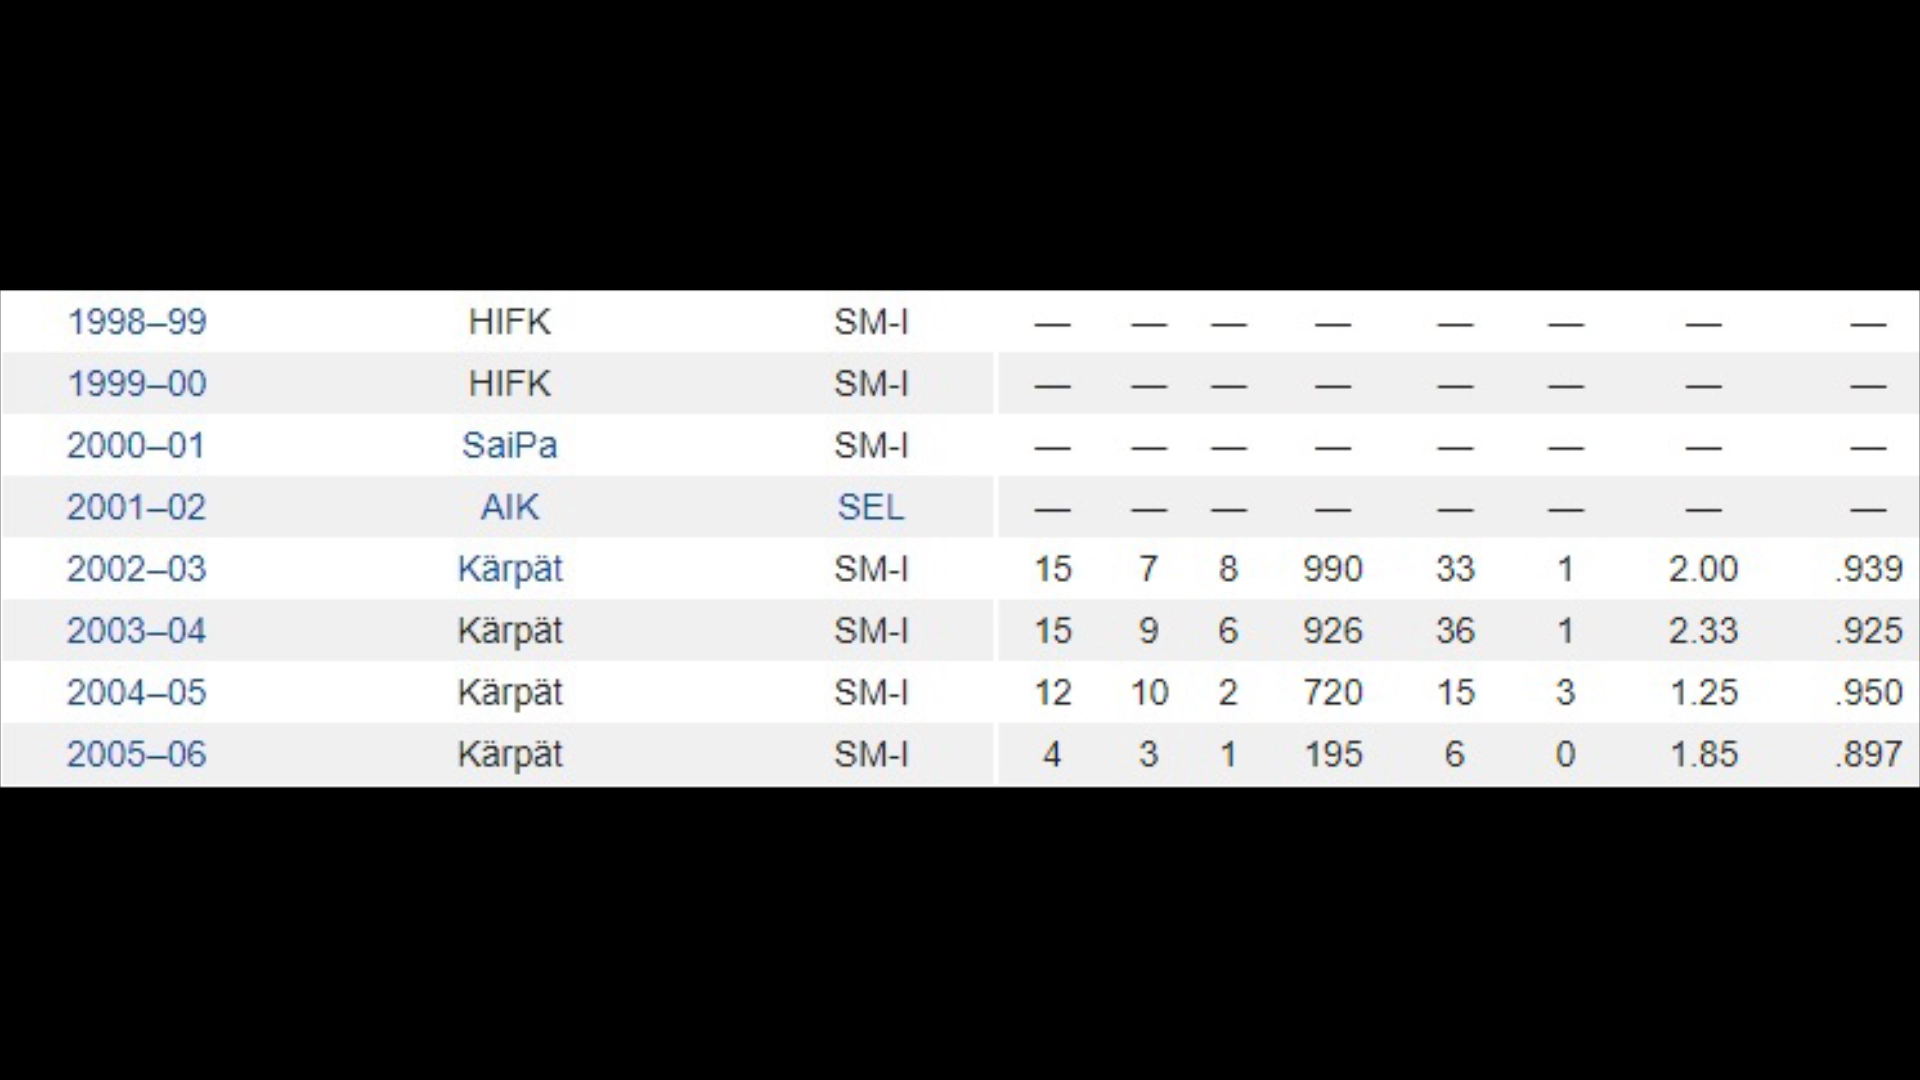 1998–99 HIFK SM-l — — — — — — — —
1999–00 HIFK SM-l — — — — — — — —
2000–01 SaiPa SM-l — — — — — — — —
2001–02 AIK SEL — — — — — — — —
2002–03 Kärpät SM-l 15 7 8 990 33 1 2.00 .939
2003–04 Kärpät SM-l 15 9 6 926 36 1 2.33 .925
2004–05 Kärpät SM-l 12 10 2 720 15 3 1.25 .950
2005–06 Kärpät SM-l 4 3 1 195 6 0 1.85 .897